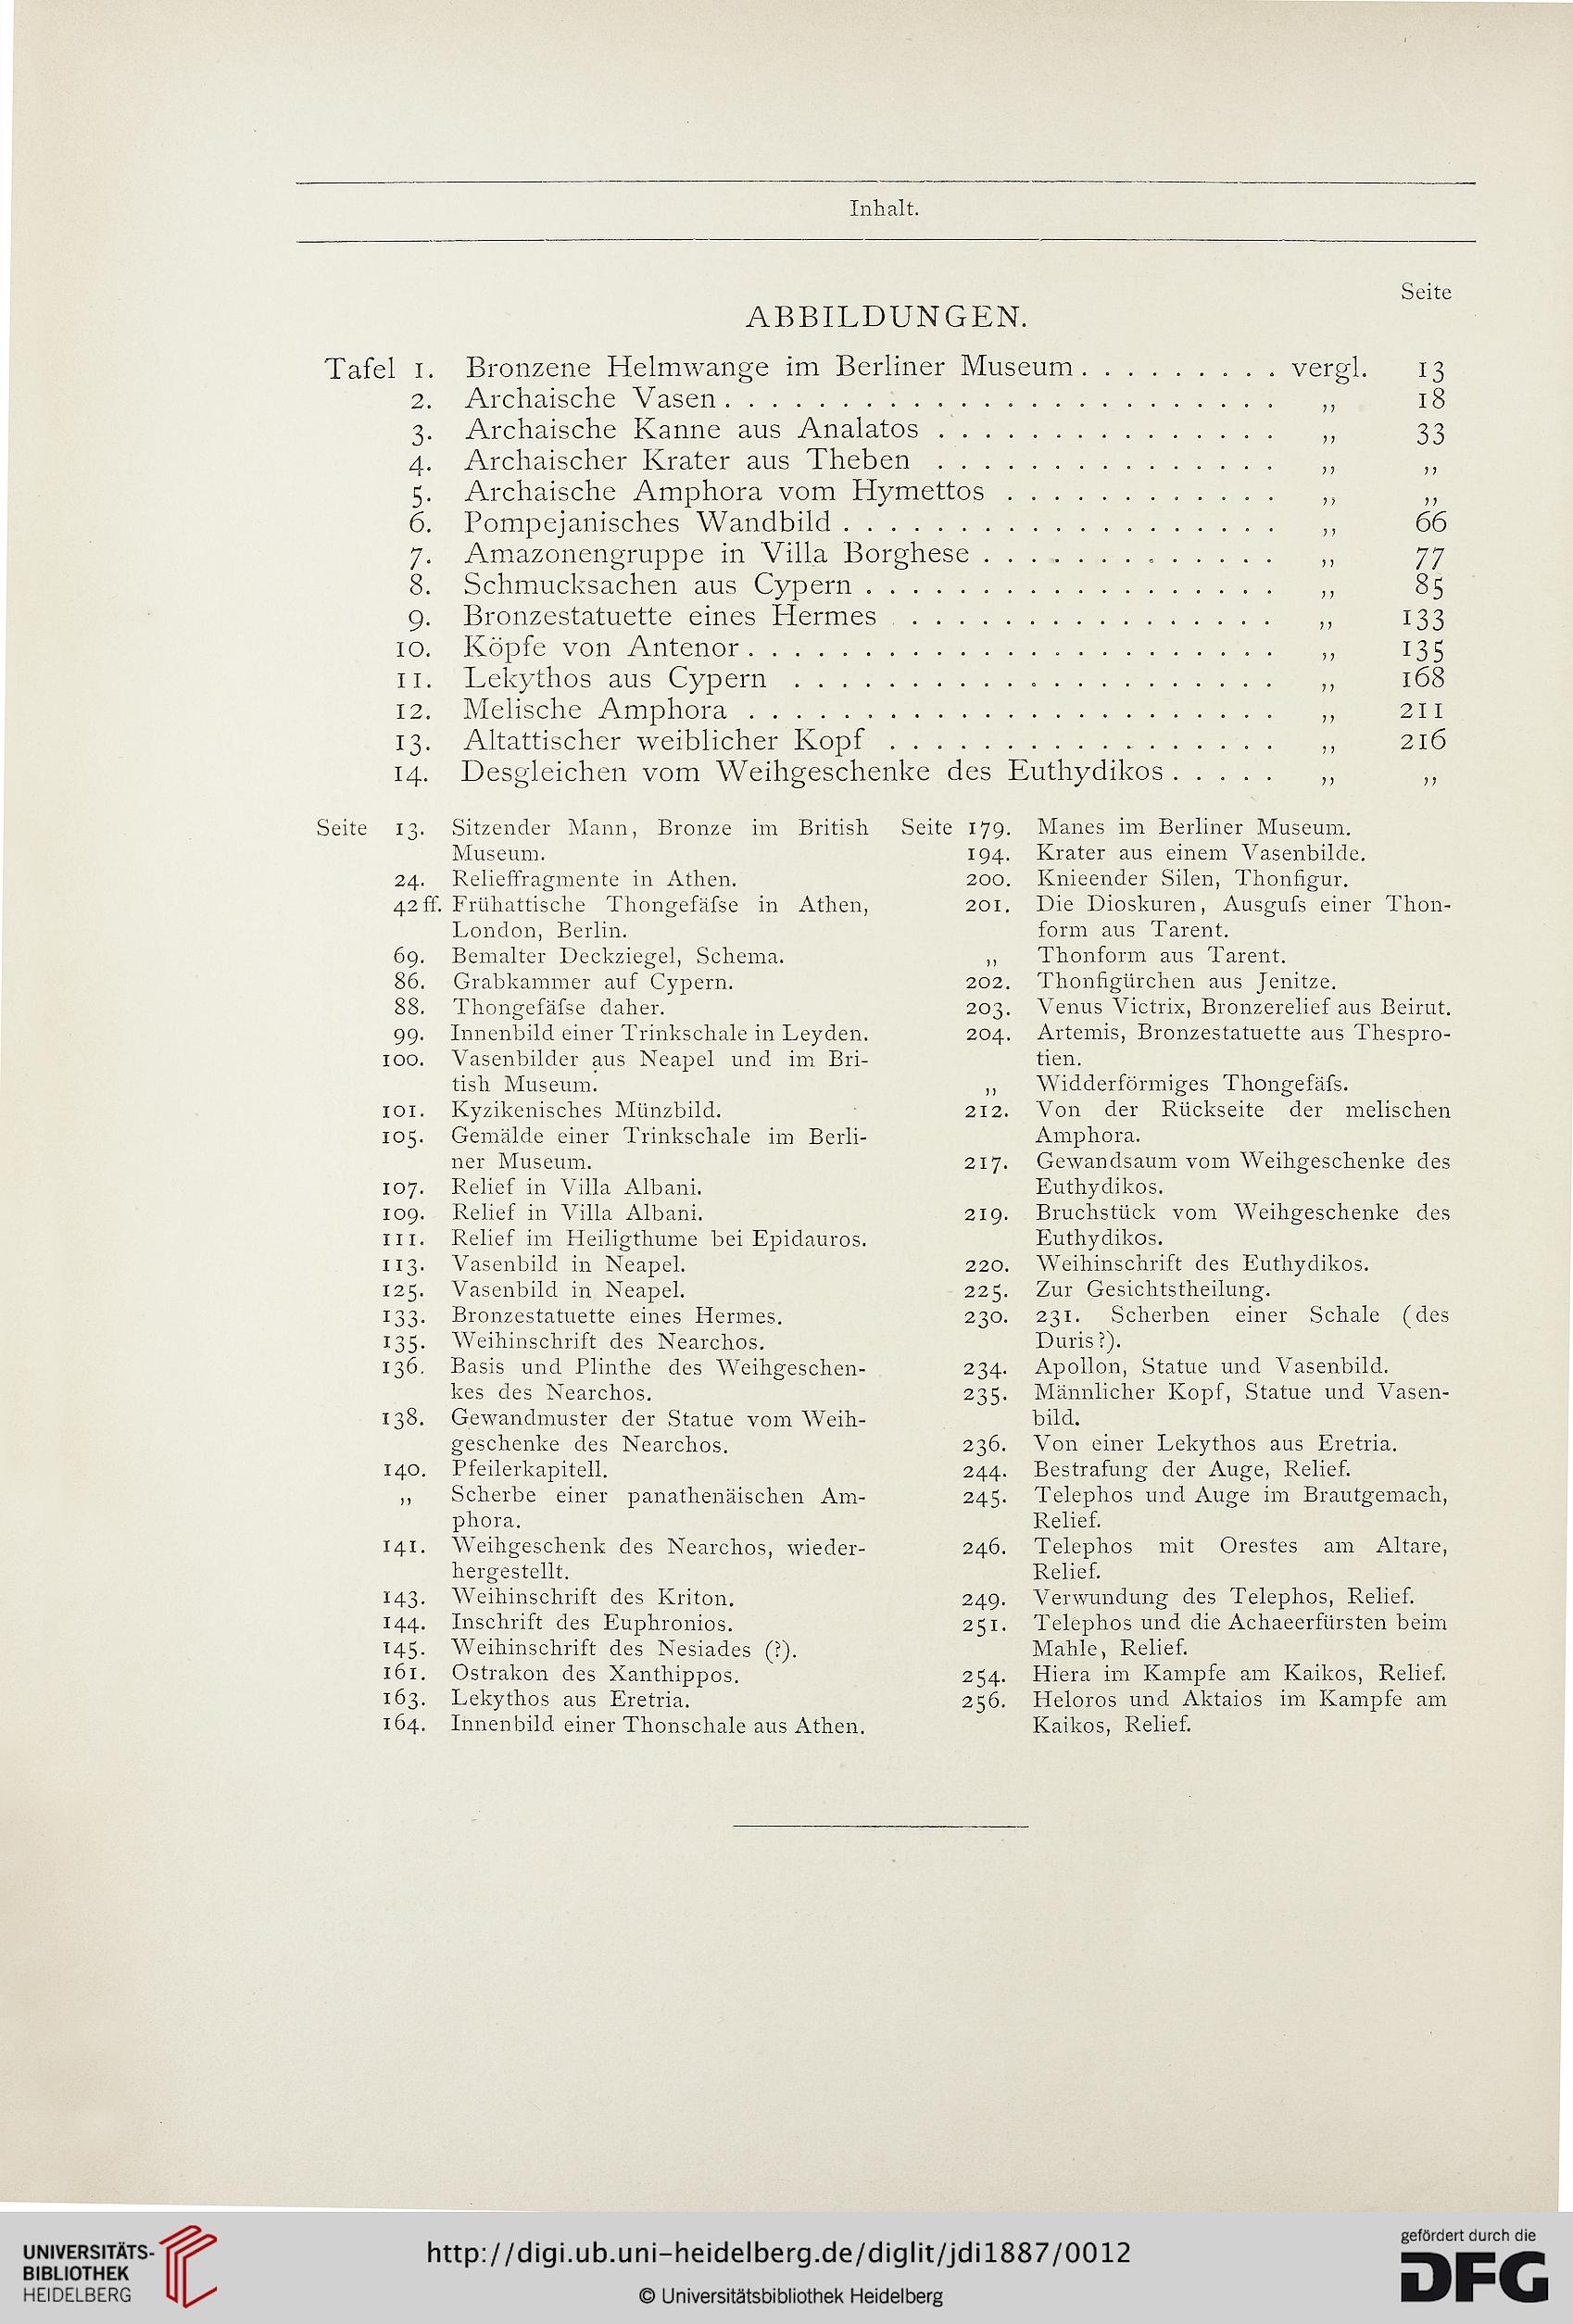 Inhalt.
Seite
ABBILDUNGEN.
Tafel 1. Bronzene Helmwange im Berliner Museum . . . . . . . . . vergl. 13
2. Archaische Vasen . . . . . . . . . . . . . . . . . . . . . . . . „ 18
3. Archaische Kanne aus Analatos . . . . . . . . . . . . . . . „ 33
4. Archaischer Krater aus Theben . . . . . . . . . . . . . . . „ „
5. Archaische Amphora vom Hymettos . . . . . . . . . . . . „ „
6. Pompejanisches Wandbild . . . . . . . . . . . . . . . . . . . „ 66
7. Amazonengruppe in Villa Borghese . . . . . . . . . . . . . „ 77
8. Schmucksachen aus Cypern . . . . . . . . . . . . . . . . . . „ 85
9. Bronzestatuette eines Hermes . . . . . . . . . . . . . . . . . „ 133
10. Köpfe von Antenor . . . . . . . . . . . . . . . . . . . . . . . „ 135
11. Lekythos aus Cypern . . . . . . . . . . . . . . . . . . . . . „ 168
12. Melische Amphora . . . . . . . . . . . . . . . . . . . . . . . „ 211
13. Altattischer weiblicher Kopf . . . . . . . . . . . . . . . . . „ 216
14. Desgleichen vom Weihgeschenke des Euthydikos . . . . . „ „
Seite 13. Sitzender Mann, Bronze im British
Museum.
24. Relieffragmente in Athen.
42 ff. Frühattische Thongefäfse in Athen,
London, Berlin.
69. Bemalter Deckziegel, Schema.
86. Grabkammer auf Cypern.
88. Thongefäfse daher.
99. Innenbild einer Trinkschale in Leyden.
100. Vasenbilder aus Neapel und im Bri-
tish Museum.
101. Kyzikenisches Münzbild.
105. Gemälde einer Trinkschale im Berli-
ner Museum.
107. Relief in Villa Albani.
109. Relief in Villa Albani.
111. Relief im Heiligthume bei Epidauros.
113. Vasenbild in Neapel.
125. Vasenbild in Neapel.
133. Bronzestatuette eines Hermes.
135. Weihinschrift des Nearchos.
136. Basis und Plinthe des Weihgeschen-
kes des Nearchos.
138. Gewandmuster der Statue vom Weih-
geschenke des Nearchos.
140. Pfeilerkapitell.
„ Scherbe einer panathenäischen Am-
phora.
141. Weihgeschenk des Nearchos, wieder-
hergestellt.
143. Weihinschrift des Kriton.
144. Inschrift des Euphronios.
145. Weihinschrift des Nesiades (?).
161. Ostrakon des Xanthippos.
163. Lekythos aus Eretria.
164. Innenbild einer Thonschale aus Athen.
Seite 179. Manes im Berliner Museum.
194. Krater aus einem Vasenbilde.
200. Knieender Silen, Thonfigur.
201. Die Dioskuren, Ausgufs einer Thon-
form aus Tarent.
„ Thonform aus Tarent.
202. Thonfigürchen aus Jenitze.
203. Venus Victrix, Bronzerelief aus Beirut.
204. Artemis, Bronzestatuette aus Thespro-
tien.
„ Widderförmiges Thongefäfs.
212. Von der Rückseite der melischen
Amphora.
217. Gewandsaum vom Weihgeschenke des
Euthydikos.
219. Bruchstück vom Weihgeschenke des
Euthydikos.
220. Weihinschrift des Euthydikos.
225. Zur Gesichtstheilung.
230. 231. Scherben einer Schale (des
Duris?).
234. Apollon, Statue und Vasenbild.
235. Männlicher Kopf, Statue und Vasen-
bild.
236. Von einer Lekythos aus Eretria.
244. Bestrafung der Auge, Relief.
245. Telephos und Auge im Brautgemach,
Relief.
246. Telephos mit Orestes am Altare,
Relief.
249. Verwundung des Telephos, Relief.
251. Telephos und die Achaeerfürsten beim
Mahle, Relief.
254. Hiera im Kampfe am Kaikos, Relief.
256. Heloros und Aktaios im Kampfe am
Kaikos, Relief.
UNIVERSITÄTS-
BIBLIOTHEK
HEIDELBERG
http://digi.ub.uni-heidelberg.de/diglit/jdi1887/0012
© Universitätsbibliothek Heidelberg
gefördert durch die
DFG